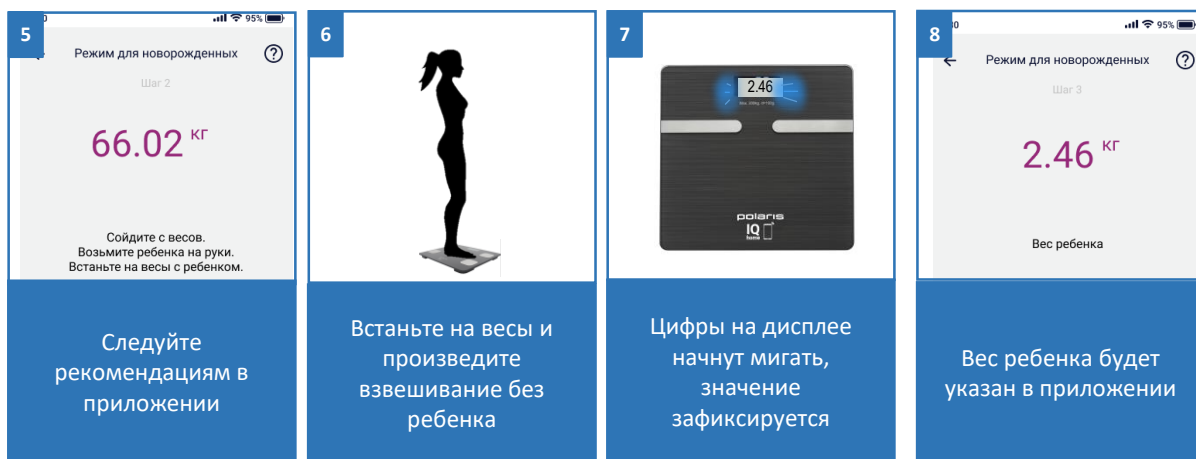 5
95%
Режим для новорожденных
?
Шаг 2
66.02 кг
Сойдите с весов.
Возьмите ребенка на руки.
Встаньте на весы с ребенком.
Следуйте
рекомендациям в
приложении
6
Встаньте на весы и
произведите
взвешивание без
ребенка
7
2.46
polaris
IQ
home
Цифры на дисплее
начнут мигать,
значение
зафиксируется
8
95%
Режим для новорожденных
?
Шаг 3
2.46 кг
Вес ребенка
Вес ребенка будет
указан в приложении